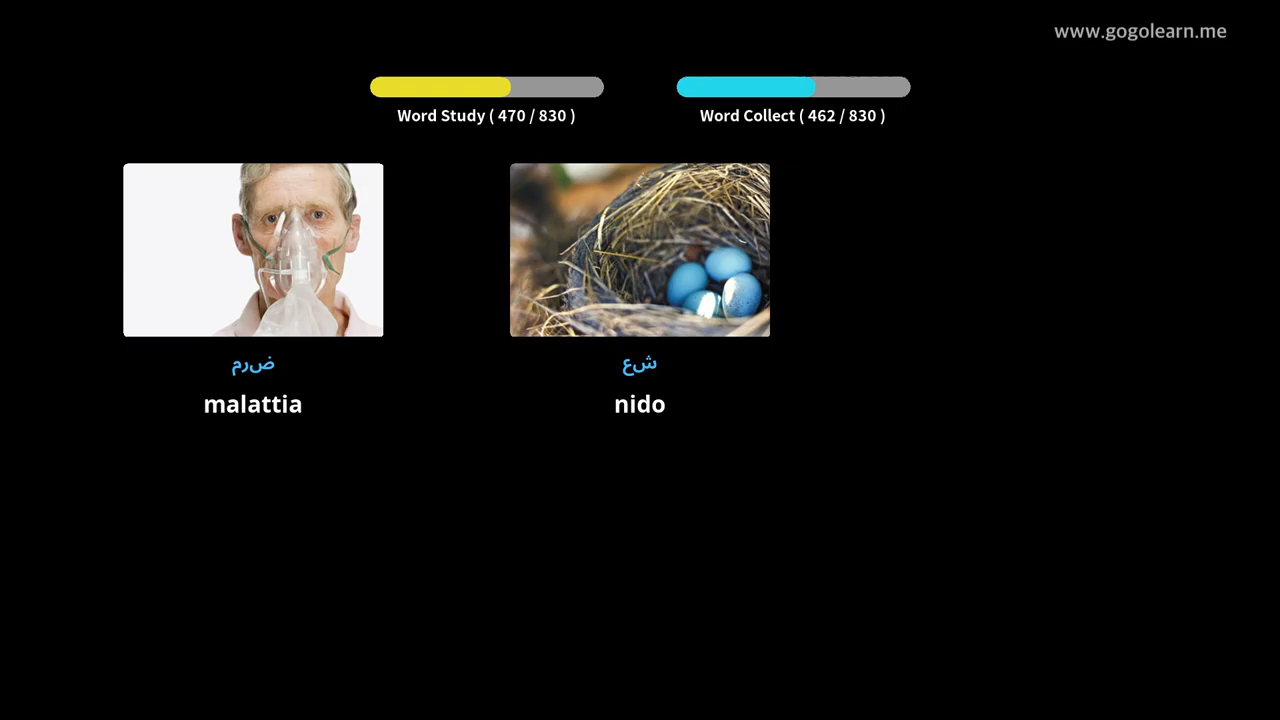 www.gogolearn.me
Word Study ( 470 / 830 )
Word Collect ( 462 / 830 )
ضرم
malattia
شع
nido